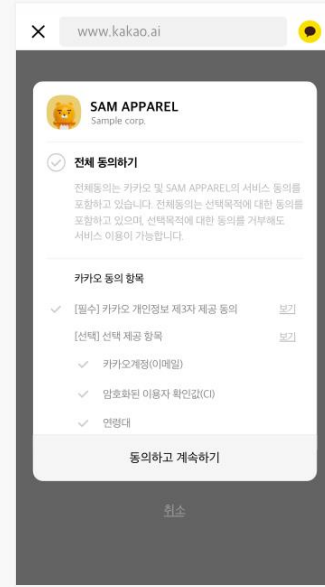 www.kakao.ai
SAM APPAREL
Sample corp.
전체 동의하기
전체동의는 카카오 및 SAM APPAREL의 서비스 동의를
포함하고 있습니다. 전체동의는 선택목적에 대한 동의를
포함하고 있으며, 선택목적에 대한 동의를 거부해도
서비스 이용이 가능합니다.
카카오 동의 항목
[필수] 카카오 개인정보 제3자 제공 동의 보기
[선택] 선택 제공 항목 보기
카카오계정(이메일)
암호화된 이용자 확인값(CI)
연령대
동의하고 계속하기
취소